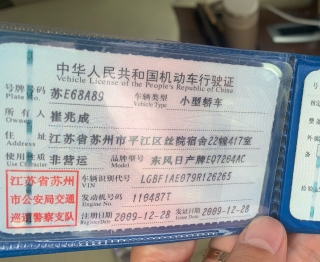 中华人民共和国机动车行驶证
Vehicle License of the People's Republic of China
号牌号码 苏E68A89 车辆类型 小型轿车
Plate No. Vehicle Type
所有人 崔兆成
Owner
住址 江苏省苏州市平江区丝院宿舍22幢417室
Address
使用性质 非营运 品牌型号 东风日产牌EQ7204AC
Use Character Model
江苏省苏州 车辆识别代号 LGBF1AE079R126265
VIN
市公安局交通 发动机号码 110487T
Engine No.
巡逻警察支队 注册日期 2009-12-28 发证日期 2009-12-28
Register Date Issue Date